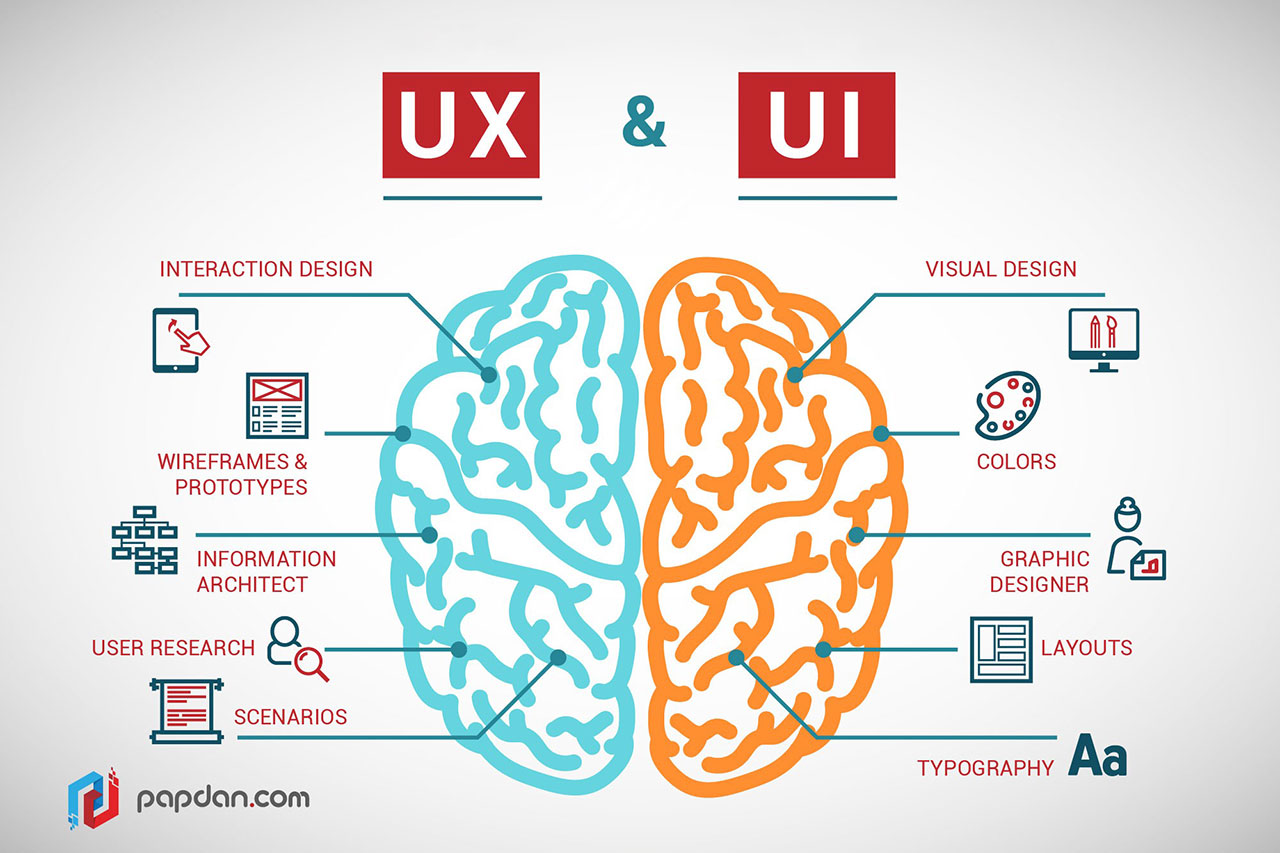 UX & UI
INTERACTION DESIGN
WIREFRAMES &
PROTOTYPES
INFORMATION
ARCHITECT
USER RESEARCH
SCENARIOS
VISUAL DESIGN
COLORS
GRAPHIC
DESIGNER
LAYOUTS
TYPOGRAPHY Aa
papdan.com